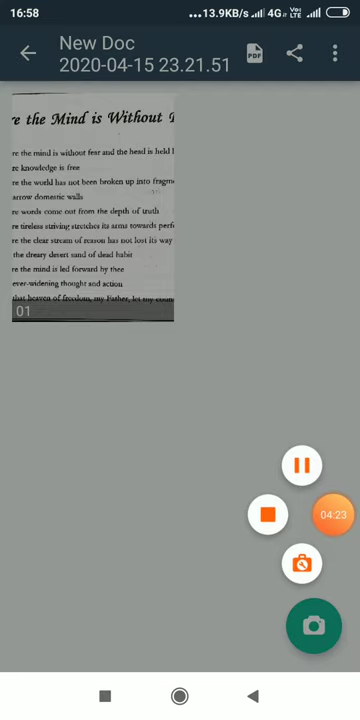 16:58
...13.9KB/s 4G Vo LTE
New Doc
2020-04-15 23.21.51
PDF
re the Mind is Without
re the mind is without fear and the head is held
re knowledge is free
re the world has not been broken up into fragm
arrow domestic walls
re words come out from the depth of truth
re tireless striving stretches its arms towards perf
re the clear stream of reason has not lost its way
the dreary desert sand of dead habit
re the mind is led forward by thee
ever-widening thought and action
that heaven of freedom, my Father, let my coun
01
04:23